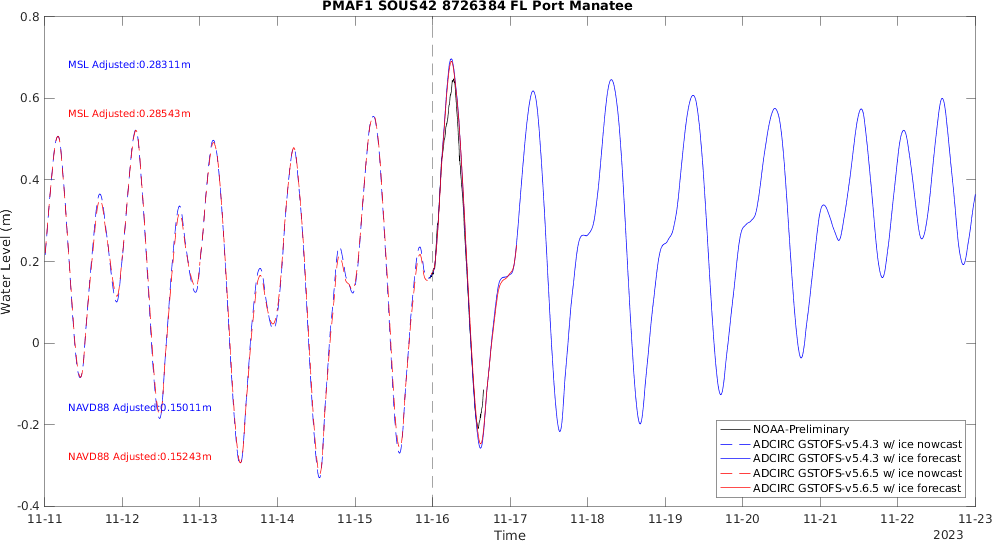 PMAF1 SOUS42 8726384 FL Port Manatee
0.8
0.6
0.4
0.2
0
-0.2
-0.4
Water Level (m)
MSL Adjusted:0.28311m
MSL Adjusted:0.28543m
NAVD88 Adjusted:0.15011m
NAVD88 Adjusted:0.15243m
NOAA-Preliminary
ADCIRC GSTOFS-v5.4.3 w/ ice nowcast
ADCIRC GSTOFS-v5.4.3 w/ ice forecast
ADCIRC GSTOFS-v5.6.5 w/ ice nowcast
ADCIRC GSTOFS-v5.6.5 w/ ice forecast
11-11 11-12 11-13 11-14 11-15 11-16 11-17 11-18 11-19 11-20 11-21 11-22 11-23
Time
2023